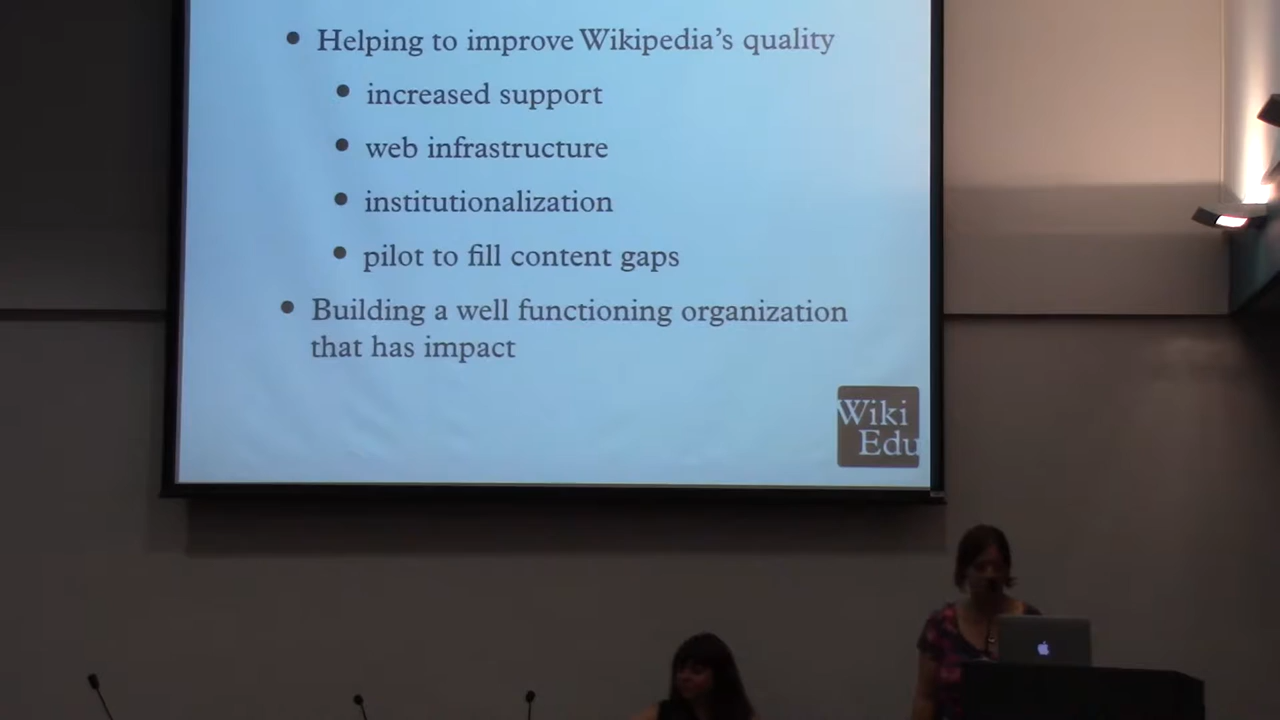 Helping to improve Wikipedia's quality
increased support
web infrastructure
institutionalization
pilot to fill content gaps
Building a well functioning organization
that has impact
Wiki
Edu